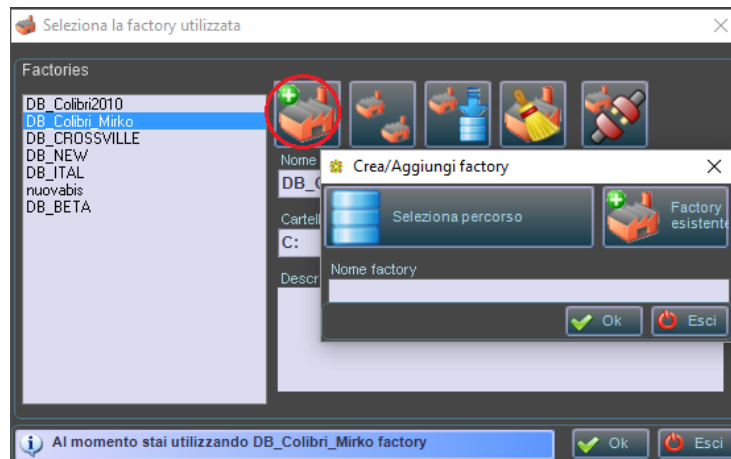 Seleziona la factory utilizzata
Factories
DB_Colibri2010
DB_Colibri_Mirko
DB_CROSSVILLE
DB_NEW
DB_ITAL
nuovabis
DB_BETA
Nome
DB_C
Cartell
C:
Descr
Crea/Aggiungi factory
Seleziona percorso
Factory
esistente
Nome factory
Ok
Esci
Al momento stai utilizzando DB_Colibri_Mirko factory
Ok
Esci